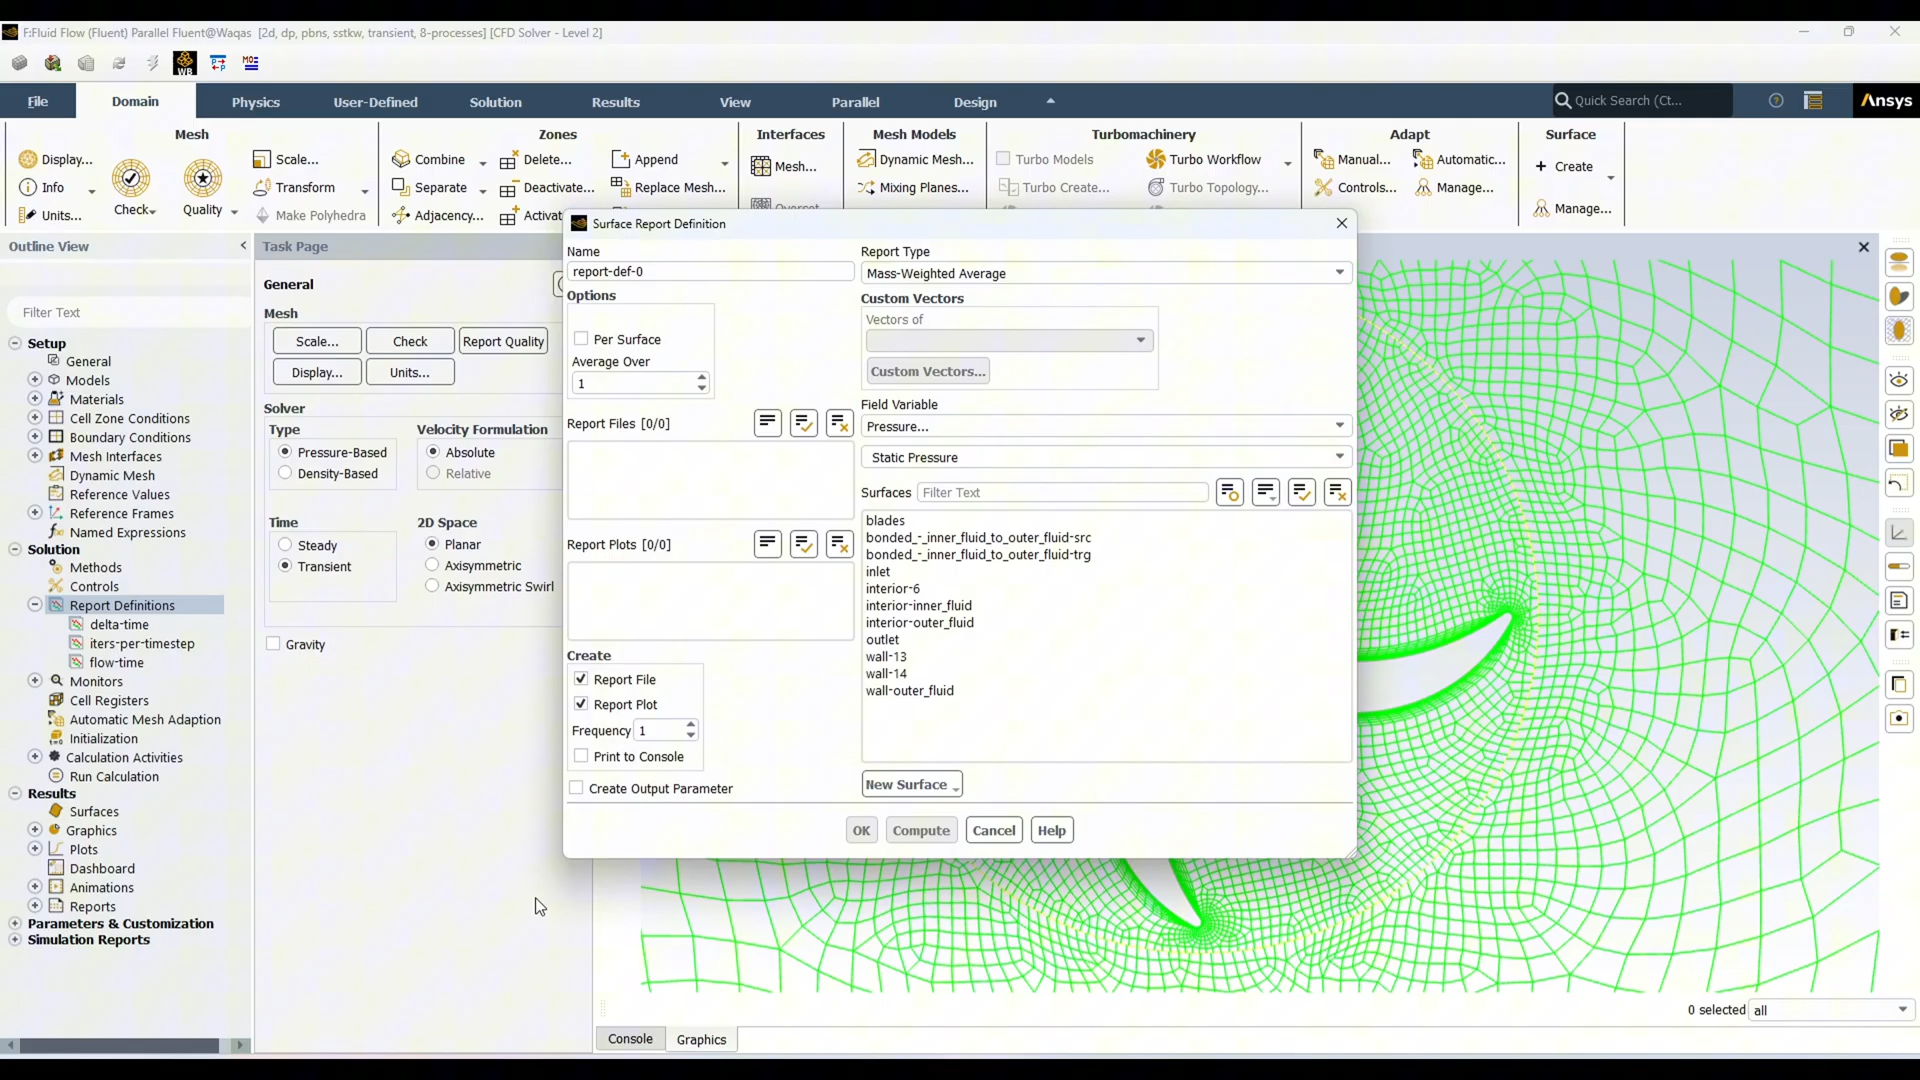 F:Fluid Flow (Fluent) Parallel Fluent@Waqas [2d, dp, pbns, sstkw, transient, 8-processes] [CFD Solver - Level 2]
WB
MO=
File
Domain
Physics
User-Defined
Solution
Results
View
Parallel
Design
Quick Search (Ct...
Ansys
Mesh
Display...
Info
Units...
Check
Quality
Scale...
Transform
Make Polyhedra
Zones
Combine
Separate
Adjacency...
Delete...
Deactivate...
Activat
Append
Replace Mesh...
Interfaces
Mesh...
Overset
Mesh Models
Dynamic Mesh...
Mixing Planes...
Turbomachinery
Turbo Models
Turbo Create...
Turbo Workflow
Turbo Topology...
Adapt
Manual...
Controls...
Automatic...
Manage...
Surface
+ Create
Manage...
Outline View
Filter Text
Setup
General
Models
Materials
Cell Zone Conditions
Boundary Conditions
Mesh Interfaces
Dynamic Mesh
Reference Values
Reference Frames
Named Expressions
Solution
Methods
Controls
Report Definitions
delta-time
iters-per-timestep
flow-time
Monitors
Cell Registers
Automatic Mesh Adaption
Initialization
Calculation Activities
Run Calculation
Results
Surfaces
Graphics
Plots
Dashboard
Animations
Reports
Parameters & Customization
Simulation Reports
Task Page
General
Mesh
Scale...
Check
Report Quality
Display...
Units...
Solver
Type
Pressure-Based
Density-Based
Velocity Formulation
Absolute
Relative
Time
Steady
Transient
2D Space
Planar
Axisymmetric
Axisymmetric Swirl
Gravity
Surface Report Definition
Name
report-def-0
Options
Per Surface
Average Over
1
Report Files [0/0]
Report Plots [0/0]
Create
Report File
Report Plot
Frequency 1
Print to Console
Create Output Parameter
Report Type
Mass-Weighted Average
Custom Vectors
Vectors of
Custom Vectors...
Field Variable
Pressure...
Static Pressure
Surfaces Filter Text
blades
bonded_-_inner_fluid_to_outer_fluid-src
bonded_-_inner_fluid_to_outer_fluid-trg
inlet
interior-6
interior-inner_fluid
interior-outer_fluid
outlet
wall-13
wall-14
wall-outer_fluid
New Surface
OK
Compute
Cancel
Help
0 selected all
Console
Graphics